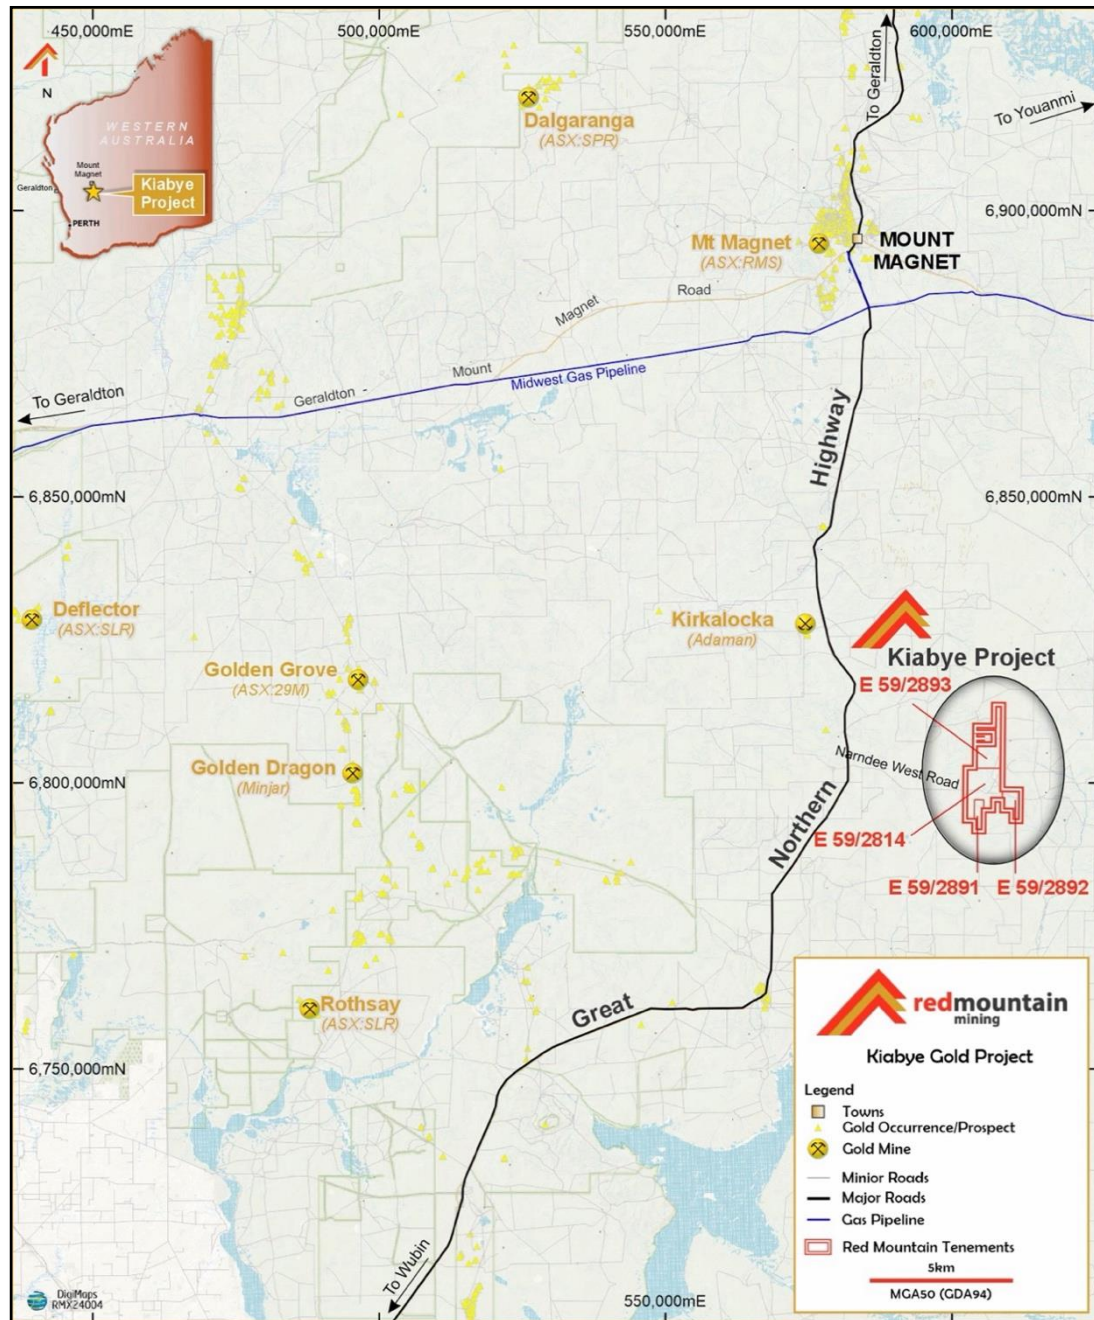 450,000mE
500,000mE
550,000mE
600,000mE
N
WESTERN
AUSTRALIA
Mount
Magnet
Geraldton
Kiabye
Project
PERTH
Dalgaranga
(ASX:SPR)
To Geraldton
To Youanmi
6,900,000mN
Mt Magnet
(ASX:RMS)
MOUNT
MAGNET
Geraldton - Mount Magnet Road
Midwest Gas Pipeline
To Geraldton
6,850,000mN
6,850,000mN
Great Northern Highway
Deflector
(ASX:SLR)
Kirkalocka
(Adaman)
Golden Grove
(ASX:29M)
Kiabye Project
E 59/2893
Golden Dragon
(Minjar)
Narndee West Road
6,800,000mN
E 59/2814
E 59/2891
E 59/2892
Rothsay
(ASX:SLR)
6,750,000mN
To Wubin
550,000mE
DigiMaps
RMX24004
redmountain
mining
Kiabye Gold Project
Legend
Towns
Gold Occurrence/Prospect
Gold Mine
Minior Roads
Major Roads
Gas Pipeline
Red Mountain Tenements
5km
MGA50 (GDA94)